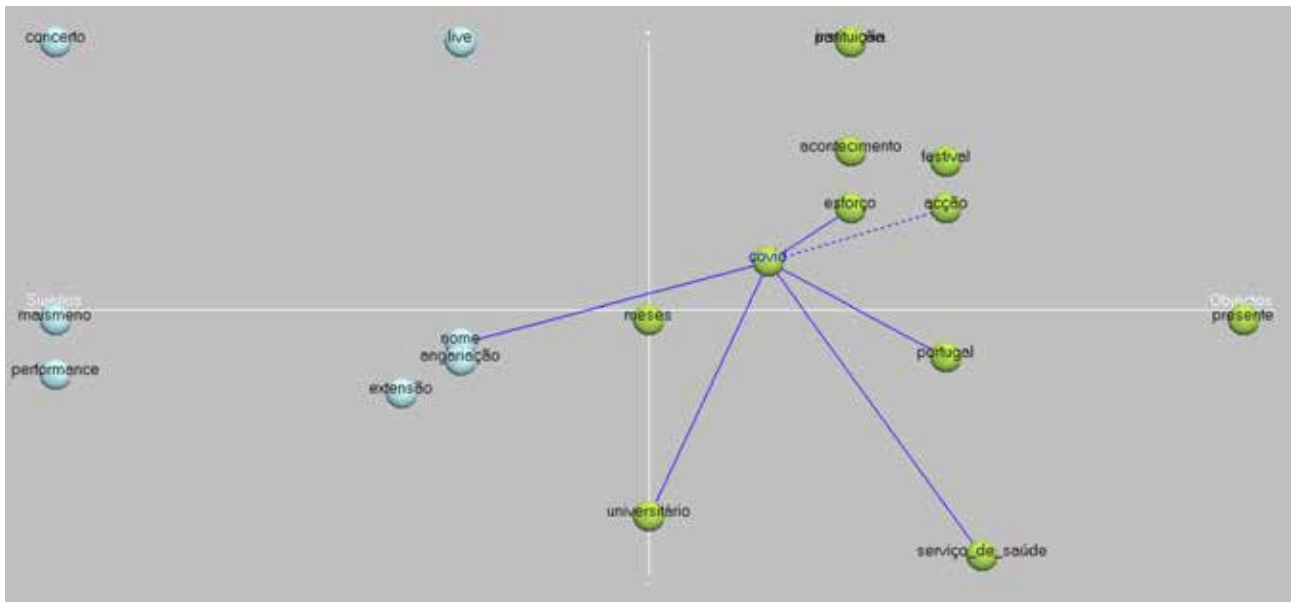 concerto
live
acontecimento
festival
esforço
acção
covid
Sujeitos
Objectos
maismeno
meses
presente
nome
angariação
portugal
performance
extensão
universitário
serviço_de_saúde